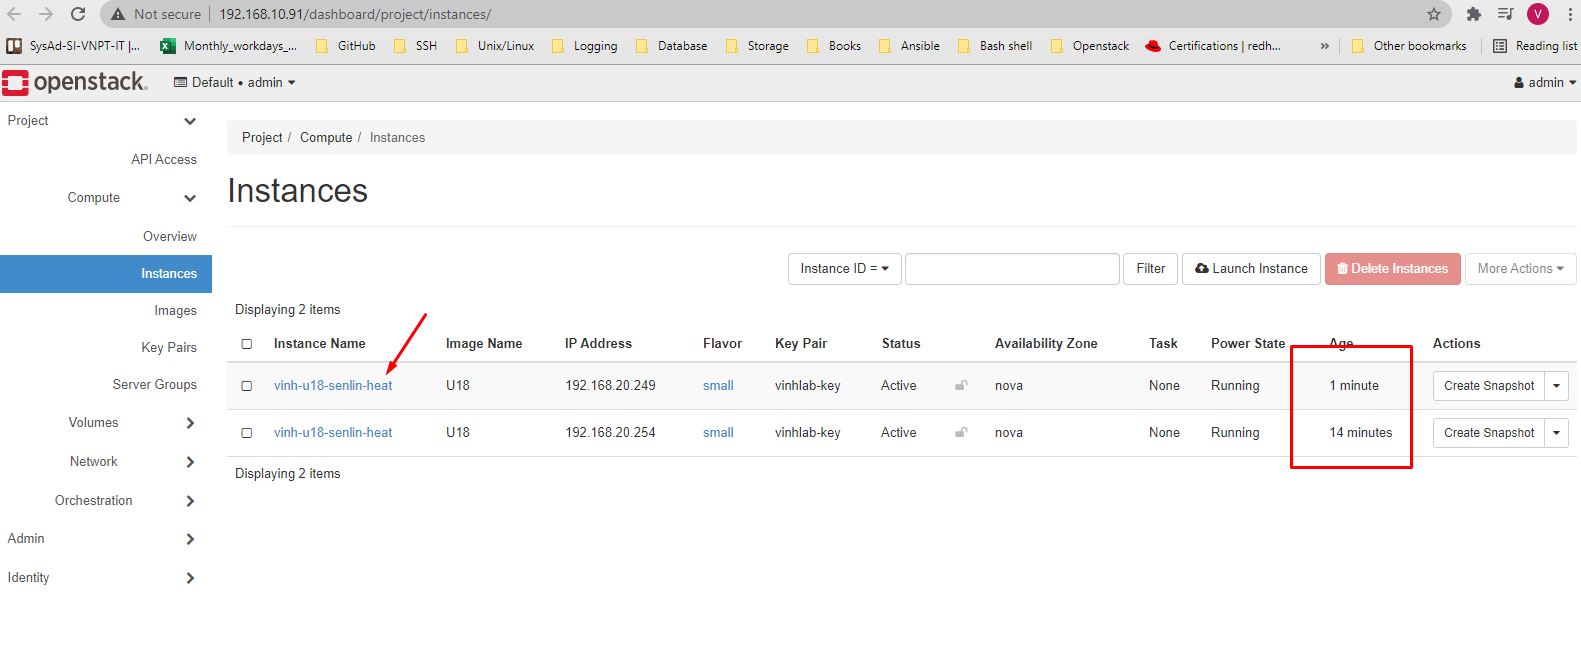 Not secure | 192.168.10.91/dashboard/project/instances/
V
SysAd-SI-VNPT-IT |... Monthly_workdays_... GitHub SSH Unix/Linux Logging Database Storage Books Ansible Bash shell Openstack Certifications | redh... » Other bookmarks Reading list
openstack. Default • admin admin
Project
API Access
Compute
Overview
Instances
Images
Key Pairs
Server Groups
Volumes
Network
Orchestration
Admin
Identity
Project / Compute / Instances
Instances
Instance ID = Filter Launch Instance Delete Instances More Actions
Displaying 2 items
Instance Name Image Name IP Address Flavor Key Pair Status Availability Zone Task Power State Age Actions
vinh-u18-senlin-heat U18 192.168.20.249 small vinhlab-key Active nova None Running 1 minute Create Snapshot
vinh-u18-senlin-heat U18 192.168.20.254 small vinhlab-key Active nova None Running 14 minutes Create Snapshot
Displaying 2 items